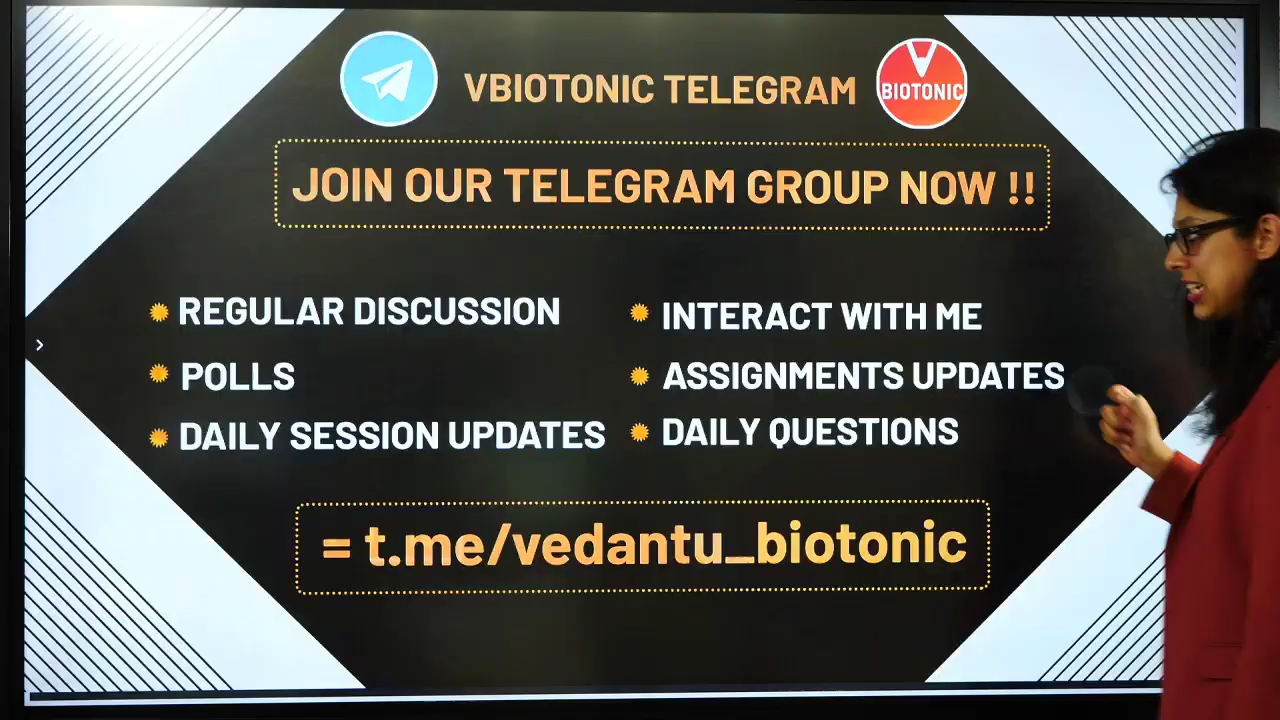 VBIOTONIC TELEGRAM
BIOTONIC
JOIN OUR TELEGRAM GROUP NOW !!
REGULAR DISCUSSION
INTERACT WITH ME
POLLS
ASSIGNMENTS UPDATES
DAILY SESSION UPDATES
DAILY QUESTIONS
= t.me/vedantu_biotonic